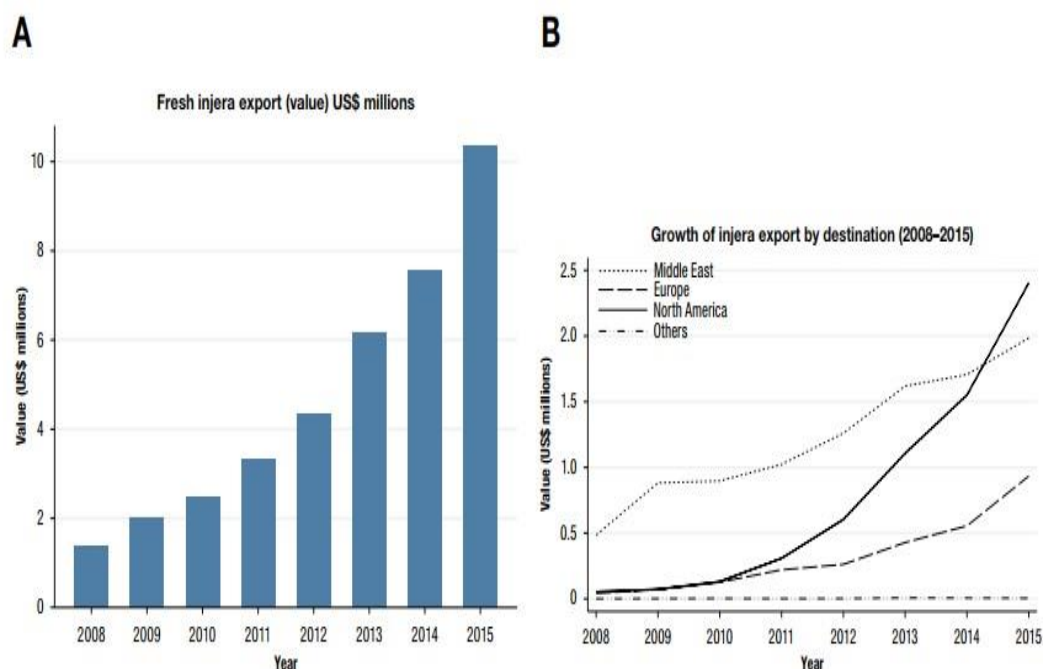 A
Fresh injera export (value) US$ millions
Value (US$ millions)
10
8
6
4
2
0
2008 2009 2010 2011 2012 2013 2014 2015
Year
B
Growth of injera export by destination (2008–2015)
Value (US$ millions)
2.5
2.0
1.5
1.0
0.5
0
Middle East
Europe
North America
Others
2008 2009 2010 2011 2012 2013 2014 2015
Year